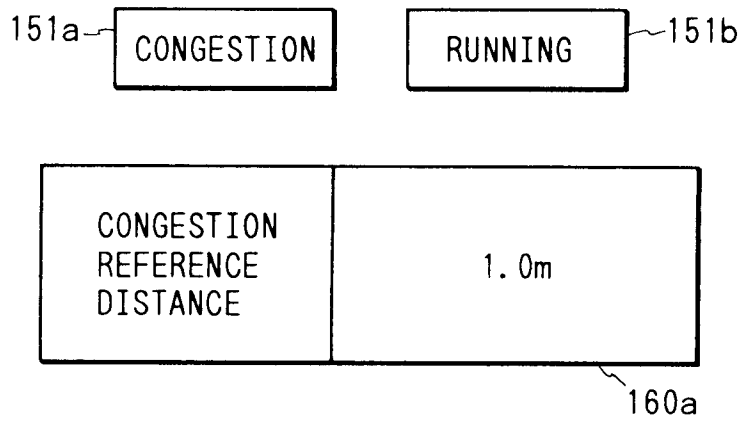 151a
CONGESTION
RUNNING
151b
CONGESTION
REFERENCE
DISTANCE
1.0m
160a